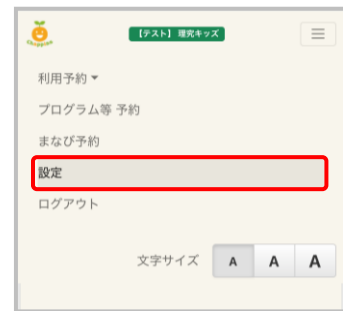 【テスト】 環究キッズ
利用予約
プログラム等 予約
まなび予約
設定
ログアウト
文字サイズ A A A